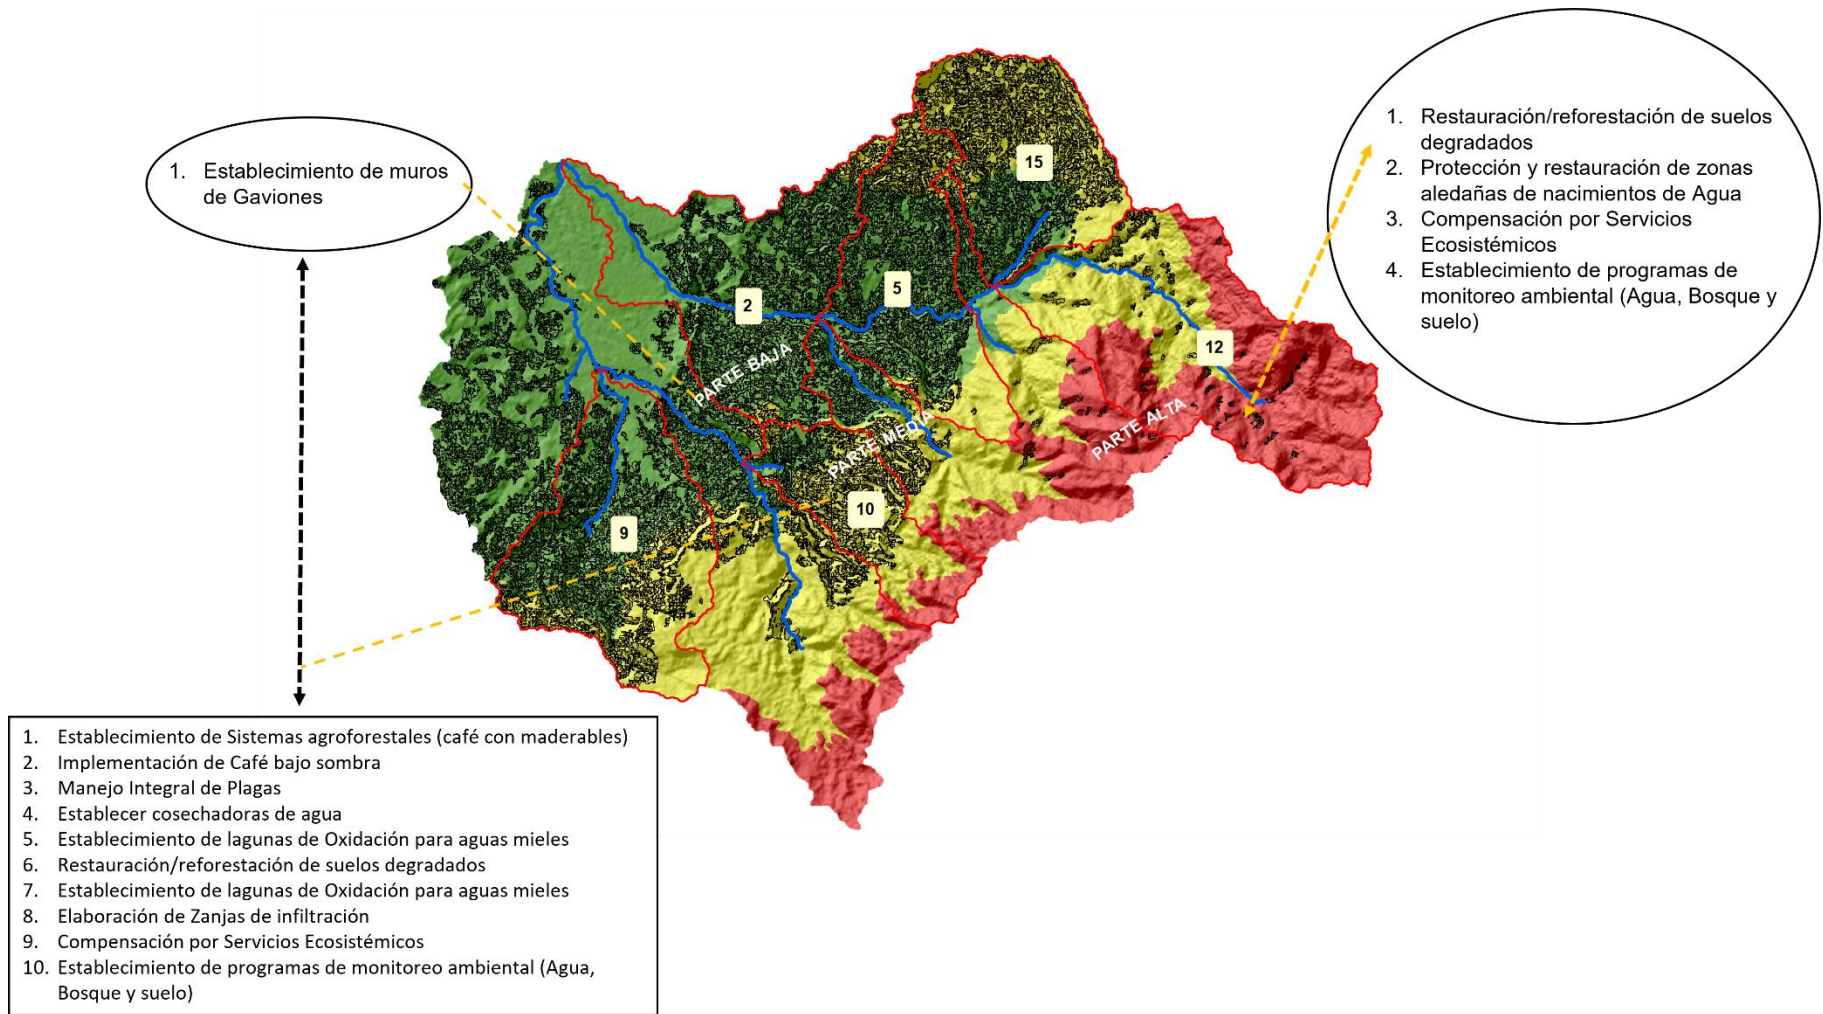 1. Establecimiento de muros
de Gaviones
1. Restauración/reforestación de suelos
degradados
2. Protección y restauración de zonas
aledañas de nacimientos de Agua
3. Compensación por Servicios
Ecosistémicos
4. Establecimiento de programas de
monitoreo ambiental (Agua, Bosque y
suelo)
15
5
2
12
PARTE BAJA
PARTE MEDIA
PARTE ALTA
10
9
1. Establecimiento de Sistemas agroforestales (café con maderables)
2. Implementación de Café bajo sombra
3. Manejo Integral de Plagas
4. Establecer cosechadoras de agua
5. Establecimiento de lagunas de Oxidación para aguas mieles
6. Restauración/reforestación de suelos degradados
7. Establecimiento de lagunas de Oxidación para aguas mieles
8. Elaboración de Zanjas de infiltración
9. Compensación por Servicios Ecosistémicos
10. Establecimiento de programas de monitoreo ambiental (Agua,
Bosque y suelo)